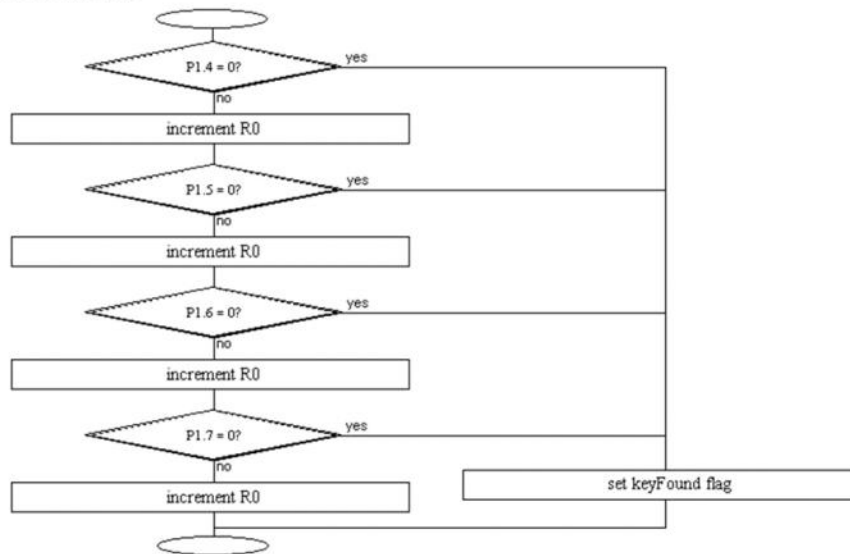 P1.4 = 0?
yes
no
increment R0
P1.5 = 0?
yes
no
increment R0
P1.6 = 0?
yes
no
increment R0
P1.7 = 0?
yes
no
set keyFound flag
increment R0